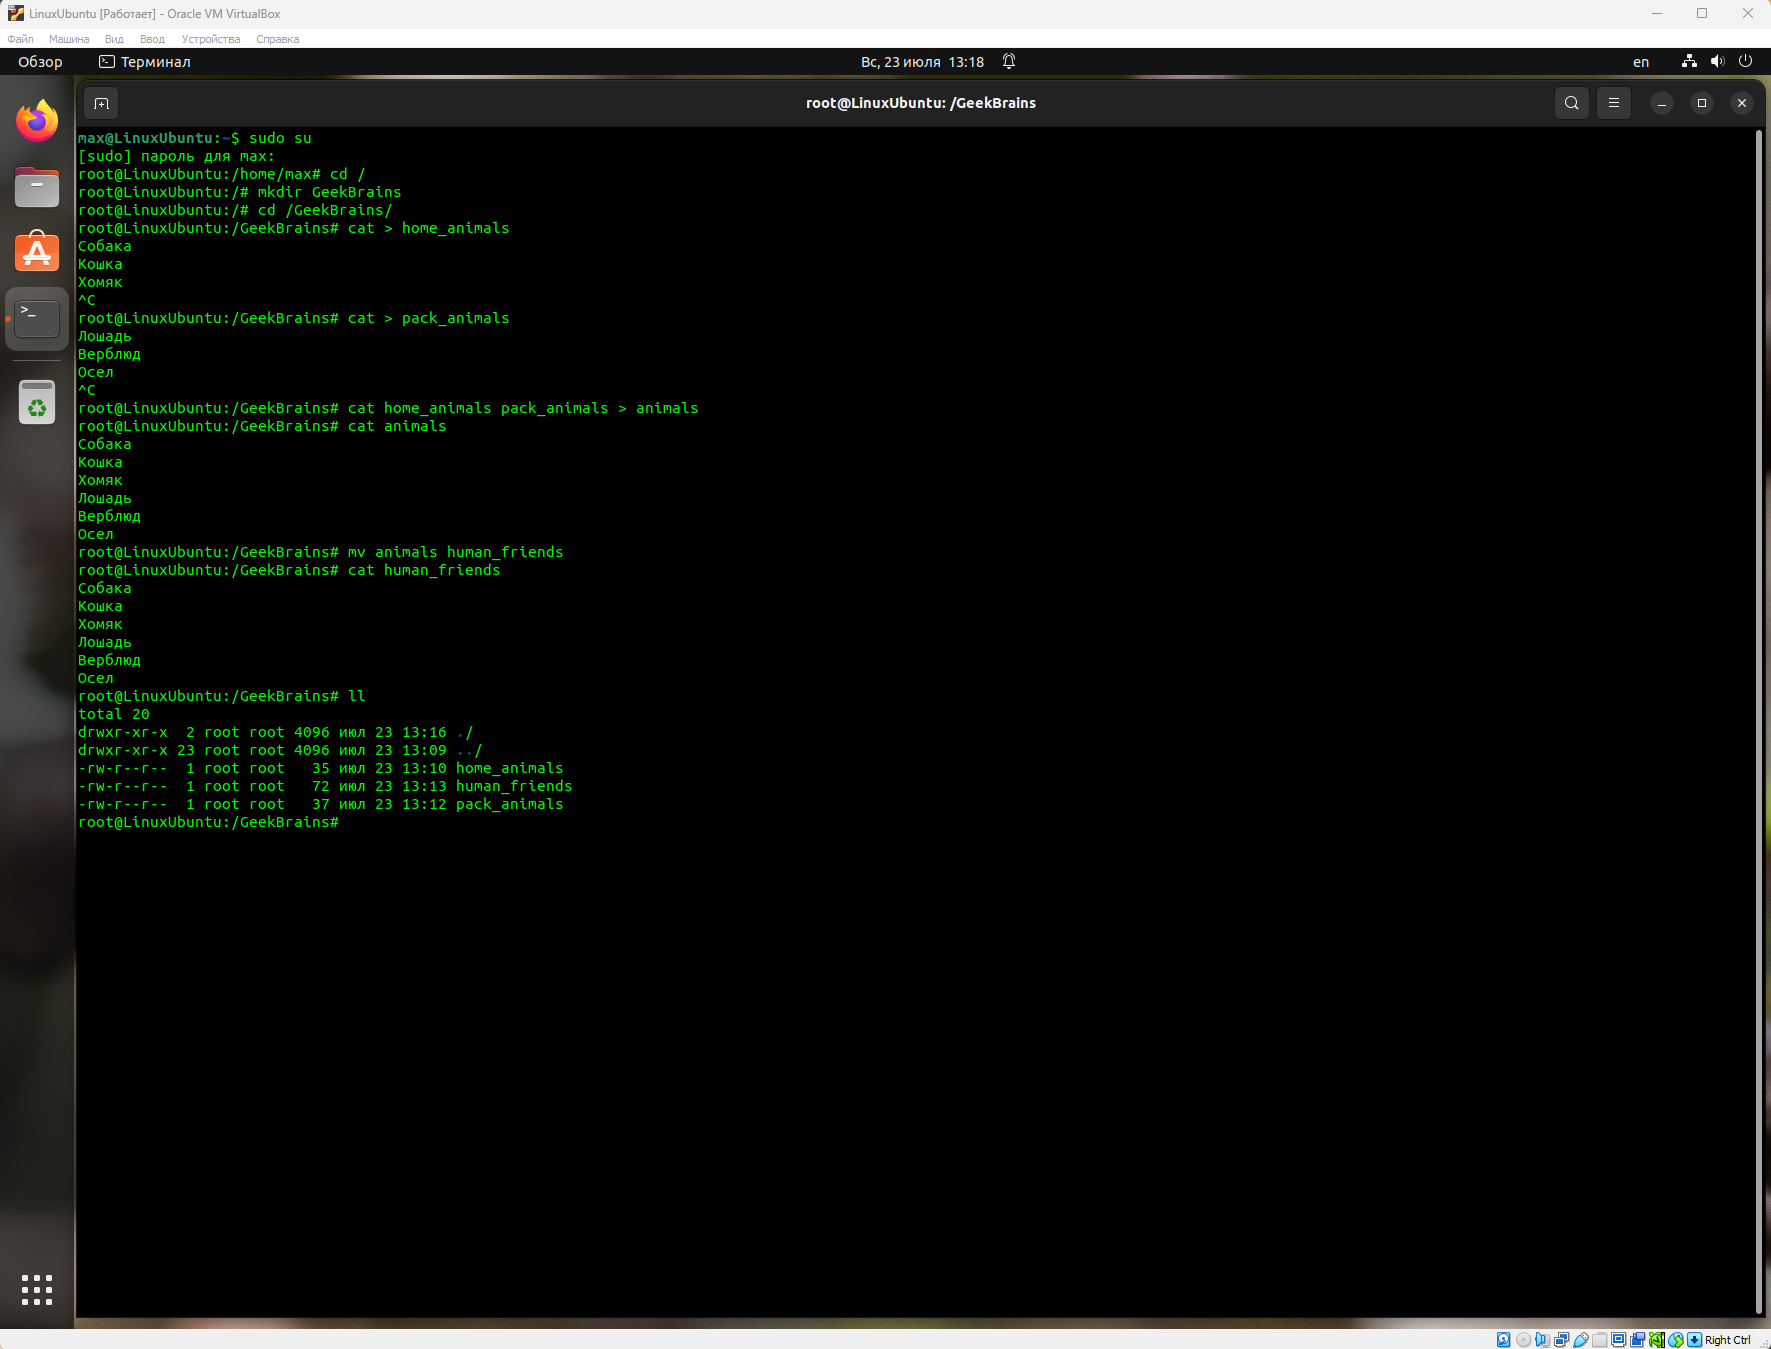 LinuxUbuntu [Работает] - Oracle VM VirtualBox
Файл Машина Вид Ввод Устройства Справка
Обзор Терминал Вс, 23 июля 13:18 en
root@LinuxUbuntu: /GeekBrains
max@LinuxUbuntu:~$ sudo su
[sudo] пароль для max:
root@LinuxUbuntu:/home/max# cd /
root@LinuxUbuntu:/# mkdir GeekBrains
root@LinuxUbuntu:/# cd /GeekBrains/
root@LinuxUbuntu:/GeekBrains# cat > home_animals
Собака
Кошка
Хомяк
^C
root@LinuxUbuntu:/GeekBrains# cat > pack_animals
Лошадь
Верблюд
Осел
^C
root@LinuxUbuntu:/GeekBrains# cat home_animals pack_animals > animals
root@LinuxUbuntu:/GeekBrains# cat animals
Собака
Кошка
Хомяк
Лошадь
Верблюд
Осел
root@LinuxUbuntu:/GeekBrains# mv animals human_friends
root@LinuxUbuntu:/GeekBrains# cat human_friends
Собака
Кошка
Хомяк
Лошадь
Верблюд
Осел
root@LinuxUbuntu:/GeekBrains# ll
total 20
drwxr-xr-x  2 root root 4096 июл 23 13:16 ./
drwxr-xr-x 23 root root 4096 июл 23 13:09 ../
-rw-r--r--  1 root root   35 июл 23 13:10 home_animals
-rw-r--r--  1 root root   72 июл 23 13:13 human_friends
-rw-r--r--  1 root root   37 июл 23 13:12 pack_animals
root@LinuxUbuntu:/GeekBrains#
Right Ctrl